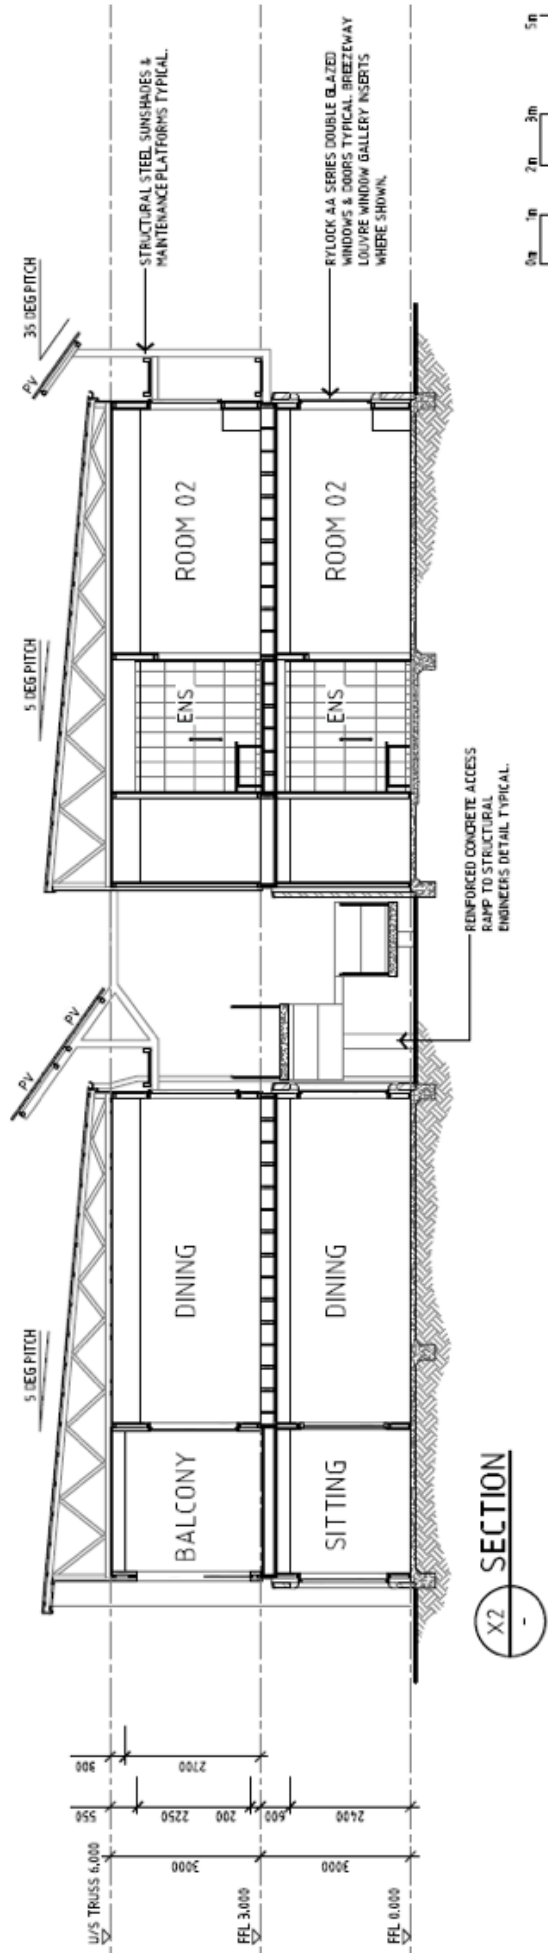 5 DEG PITCH
5 DEG PITCH
35 DEG PITCH
PV
PV
PV
STRUCTURAL STEEL SUNSHADES &
MAINTENANCE PLATFORMS TYPICAL.
RYLOCK AA SERIES DOUBLE GLAZED
WINDOWS & DOORS TYPICAL. BREEZEWAY
LOUVRE WINDOW GALLERY INSERTS
WHERE SHOWN.
U/S TRUSS 6,000
FFL 3.000
FFL 0.000
3000
3000
550
2250
200
600
2400
300
2700
BALCONY
DINING
ENS
ROOM 02
SITTING
DINING
ENS
ROOM 02
REINFORCED CONCRETE ACCESS
RAMP TO STRUCTURAL
ENGINEERS DETAIL TYPICAL.
X2
-
SECTION
0m
1m
2m
3m
5m